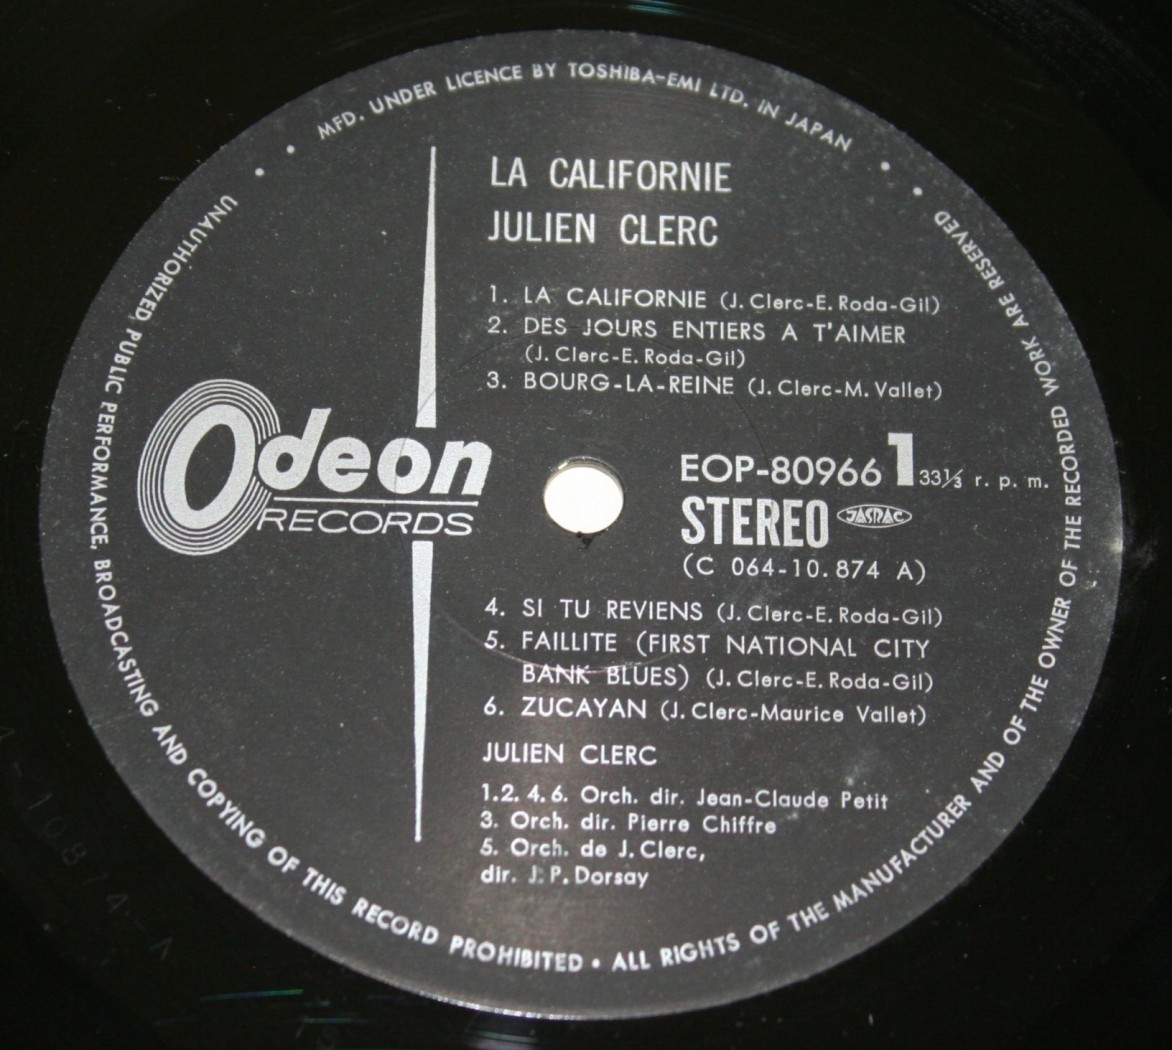 MFD. UNDER LICENCE BY TOSHIBA-EMI LTD. IN JAPAN
LA CALIFORNIE
JULIEN CLERC
1. LA CALIFORNIE (J. Clerc-E. Roda-Gil)
2. DES JOURS ENTIERS A T'AIMER
(J. Clerc-E. Roda-Gil)
3. BOURG-LA-REINE (J. Clerc-M. Vallet)
Odeon
RECORDS
EOP-80966 1 33⅓ r. p. m.
STEREO JASRAC
(C 064-10. 874 A)
4. SI TU REVIENS (J. Clerc-E. Roda-Gil)
5. FAILLITE (FIRST NATIONAL CITY
BANK BLUES) (J. Clerc-E. Roda-Gil)
6. ZUCAYAN (J. Clerc-Maurice Vallet)
JULIEN CLERC
1.2. 4. 6. Orch. dir. Jean-Claude Petit
3. Orch. dir. Pierre Chiffre
5. Orch. de J. Clerc,
dir. J. P. Dorsay
UNAUTHORIZED PUBLIC PERFORMANCE, BROADCASTING AND COPYING OF THIS RECORD PROHIBITED • ALL RIGHTS OF THE MANUFACTURER AND OF THE OWNER OF THE RECORDED WORK ARE RESERVED